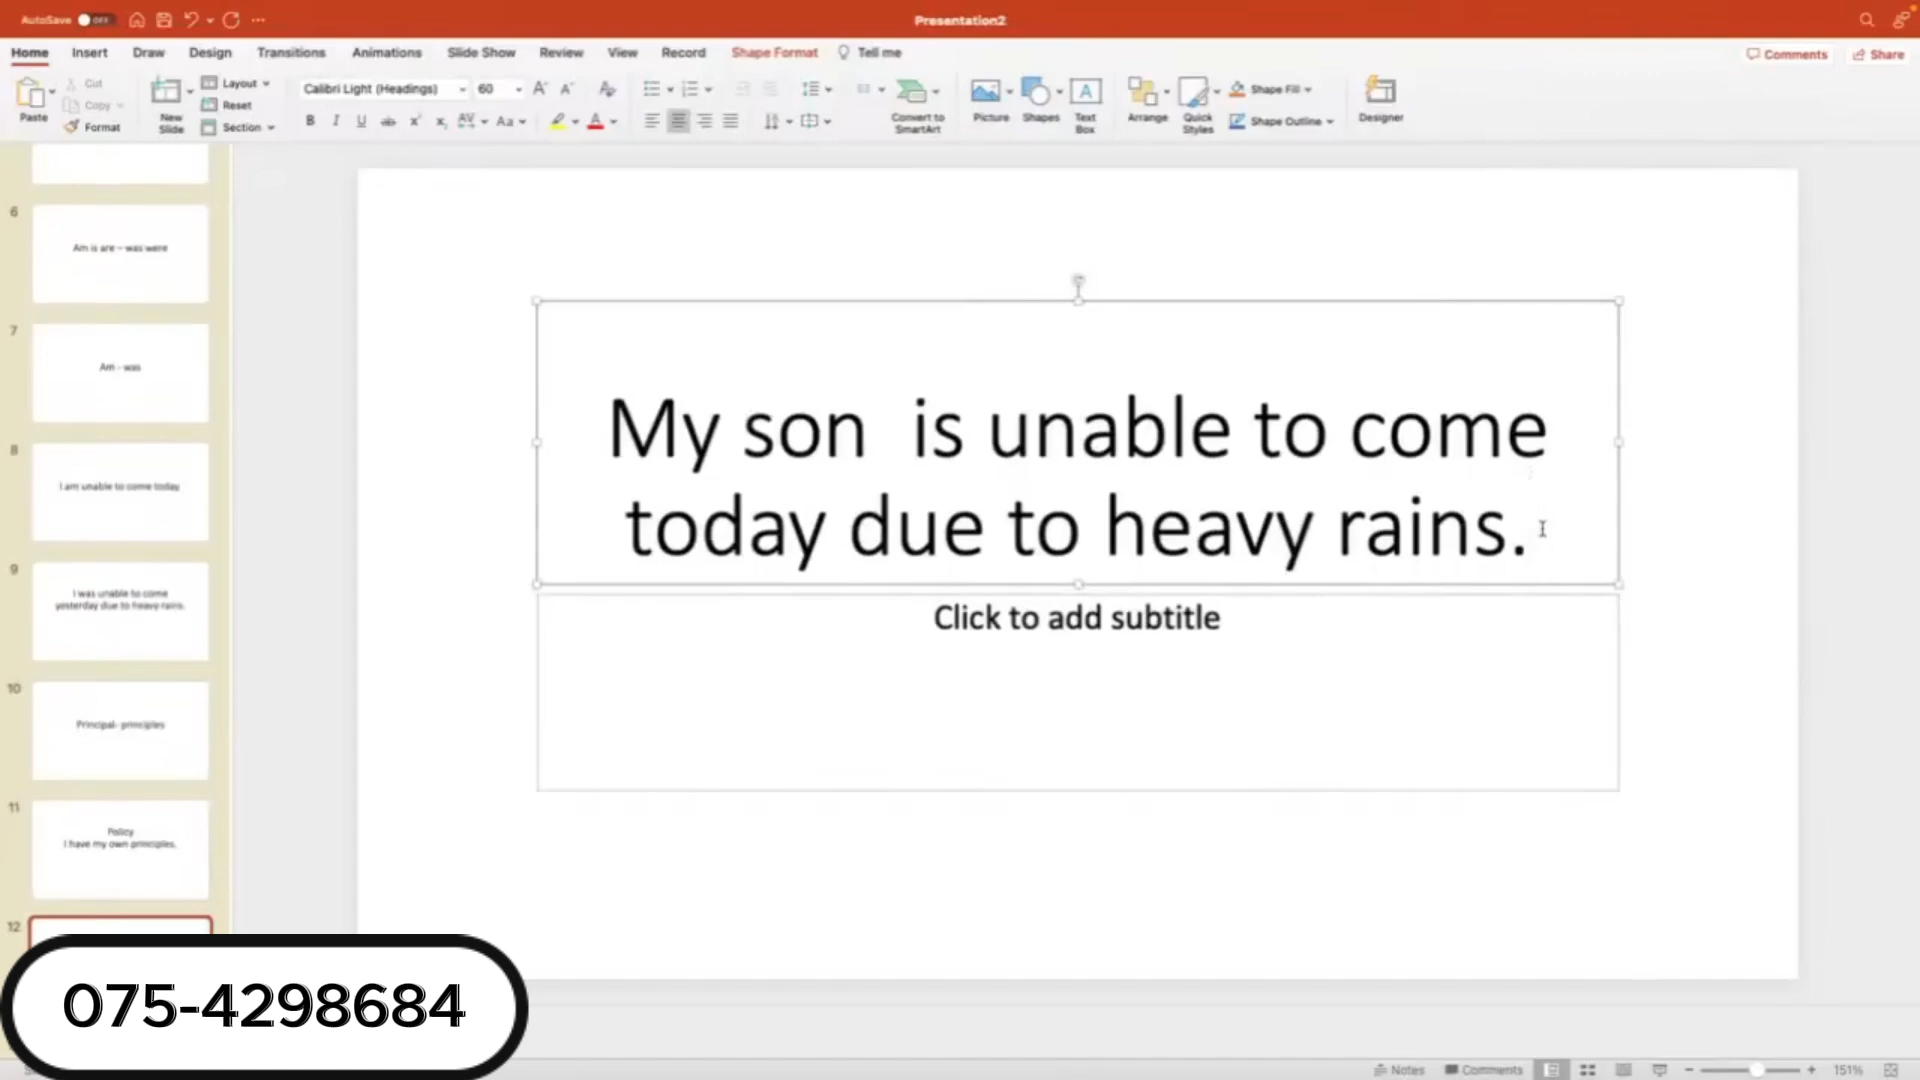 AutoSave OFF
Presentation2
Home Insert Draw Design Transitions Animations Slide Show Review View Record Shape Format Tell me
Comments Share
Paste
Cut
Copy
Format
New Slide
Layout
Reset
Section
Calibri Light (Headings) 60
B I U ab x x AV Aa A
Convert to SmartArt
Picture
Shapes
Text Box
Arrange
Quick Styles
Shape Fill
Shape Outline
Designer
6
Am is are – was were
7
Am - was
8
I am unable to come today
9
I was unable to come
yesterday due to heavy rains.
10
Principal- principles
11
Policy
I have my own principles.
12
My son  is unable to come
today due to heavy rains.
Click to add subtitle
075-4298684
Notes Comments 151%